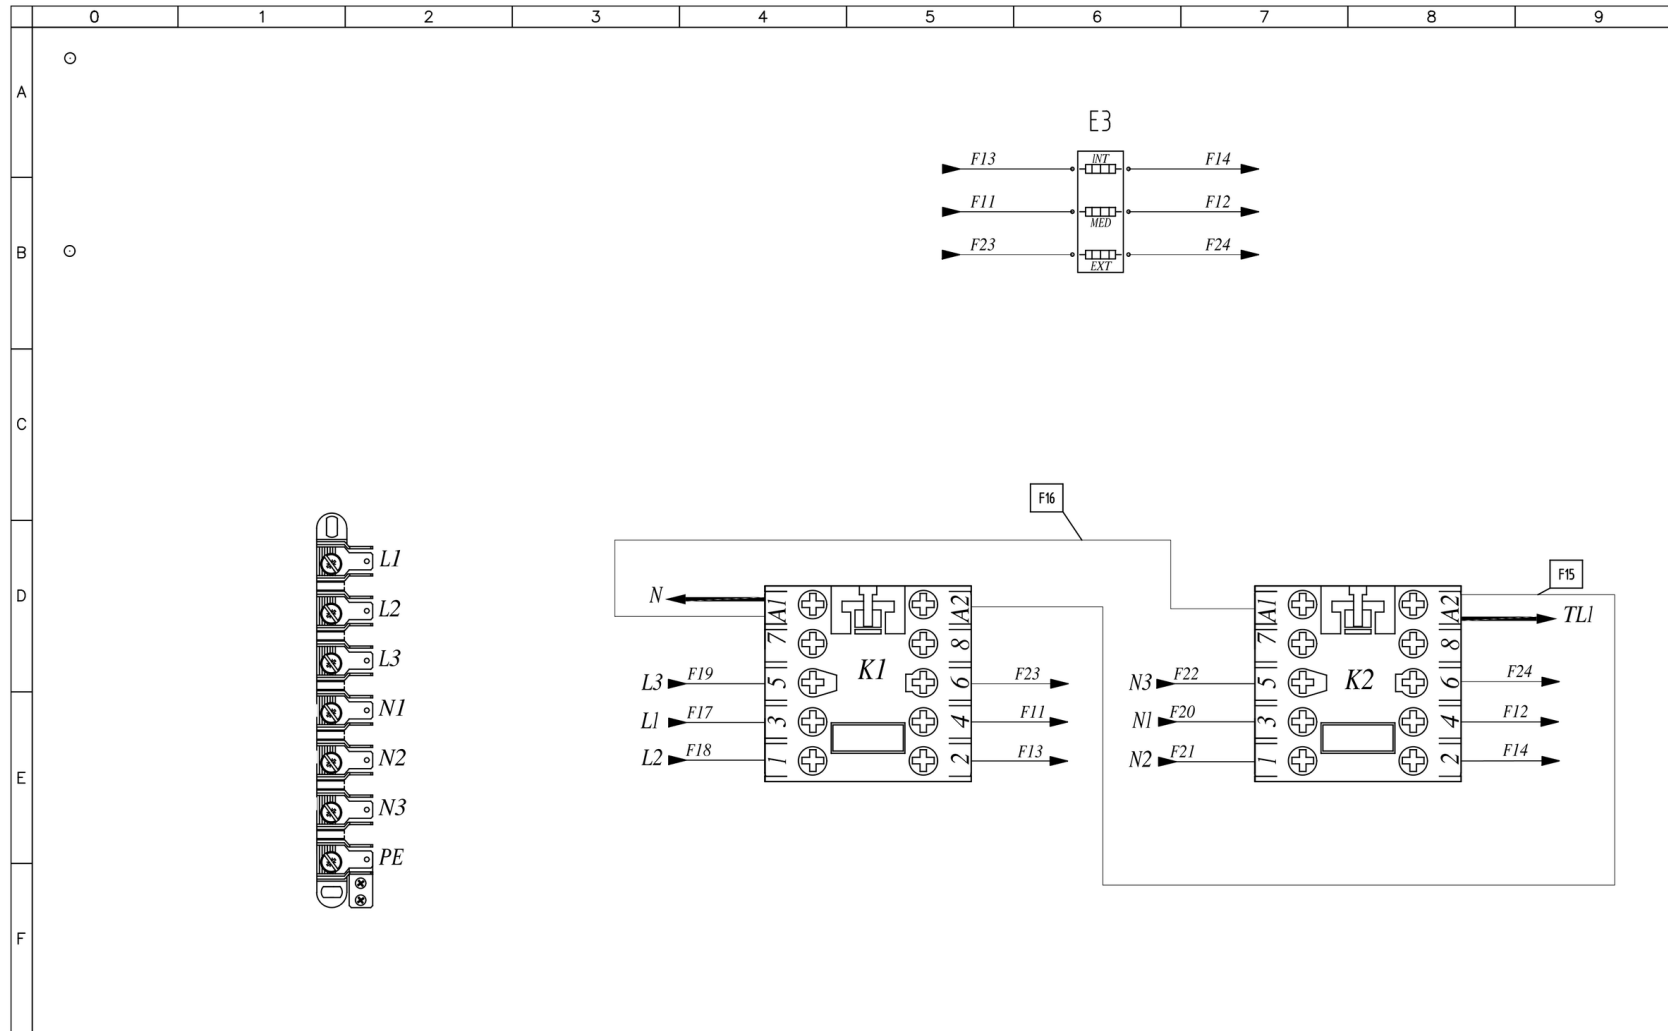 0 1 2 3 4 5 6 7 8 9
A
E3
F13 INT F14
F11 F12
MED
B
F23 F24
EXT
C
F16
L1
F15
D
N A1 A2 A1 A2 TL1
L2
7 8 7 8
L3
K1 K2
L3 F19 5 6 F23 N3 F22 5 6 F24
N1
L1 F17 3 4 F11 N1 F20 3 4 F12
L2 F18 1 2 F13 N2 F21 1 2 F14
N2
E
N3
PE
F